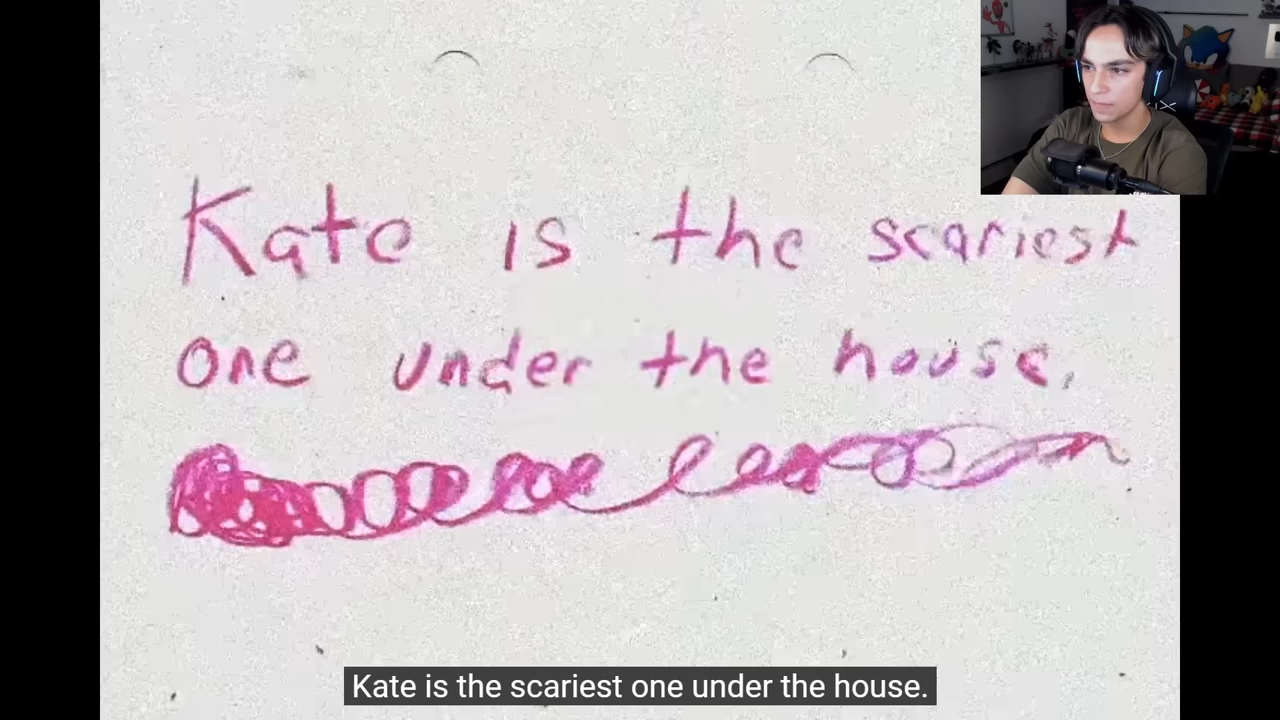 Kate is the scariest
one under the house.
Kate is the scariest one under the house.